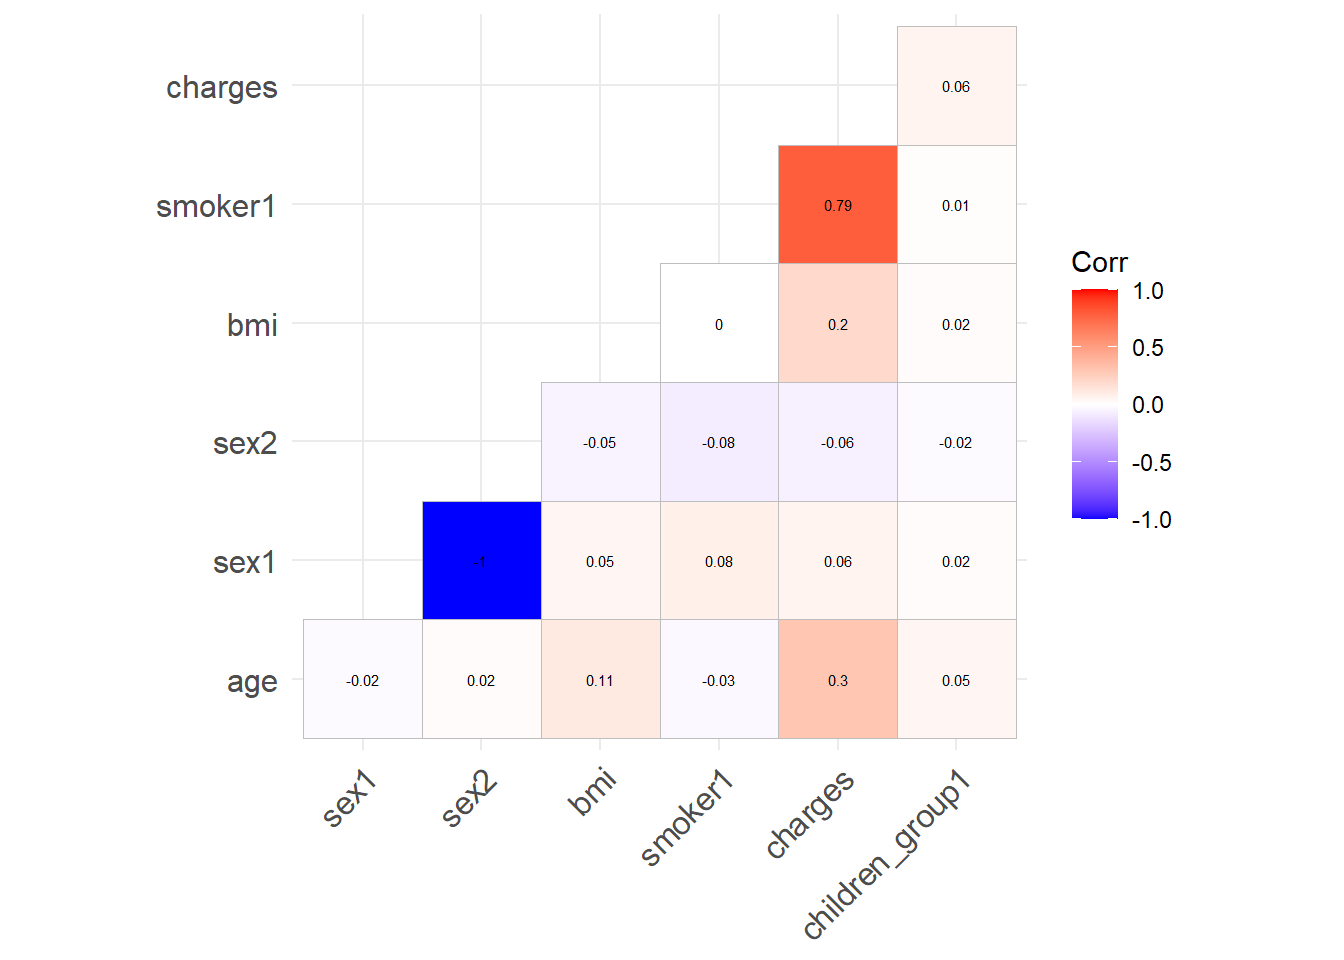 charges 0.06
smoker1 0.79 0.01
bmi 0 0.2 0.02
sex2 -0.05 -0.08 -0.06 -0.02
sex1 -1 0.05 0.08 0.06 0.02
age -0.02 0.02 0.11 -0.03 0.3 0.05
sex1 sex2 bmi smoker1 charges children_group1
Corr
1.0
0.5
0.0
-0.5
-1.0